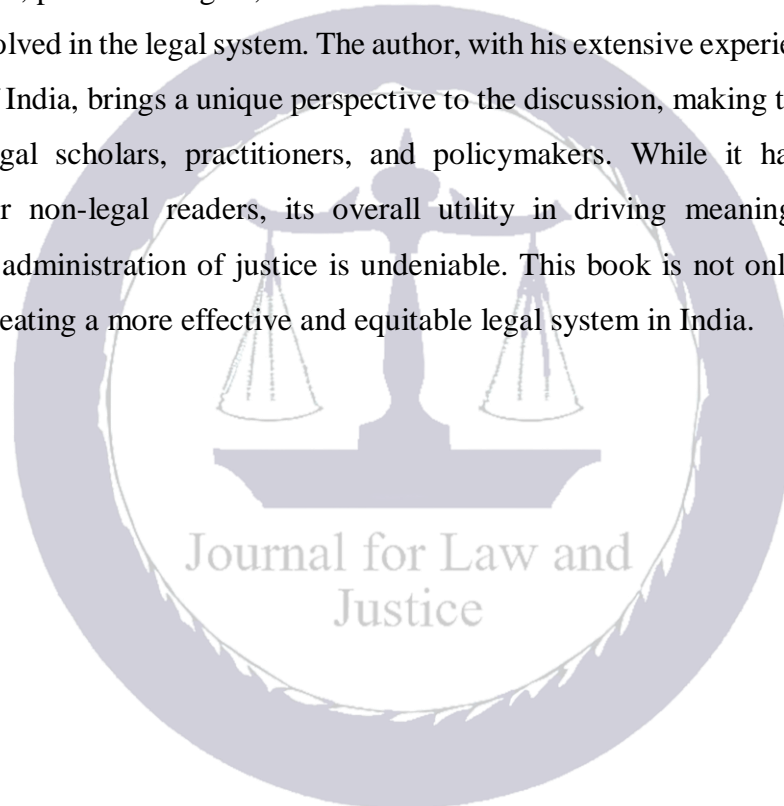 olved in the legal system. The author, with his extensive experie
f India, brings a unique perspective to the discussion, making t
gal scholars, practitioners, and policymakers. While it ha
r non-legal readers, its overall utility in driving meaning
administration of justice is undeniable. This book is not onl
eating a more effective and equitable legal system in India.
Journal for Law and
Justice